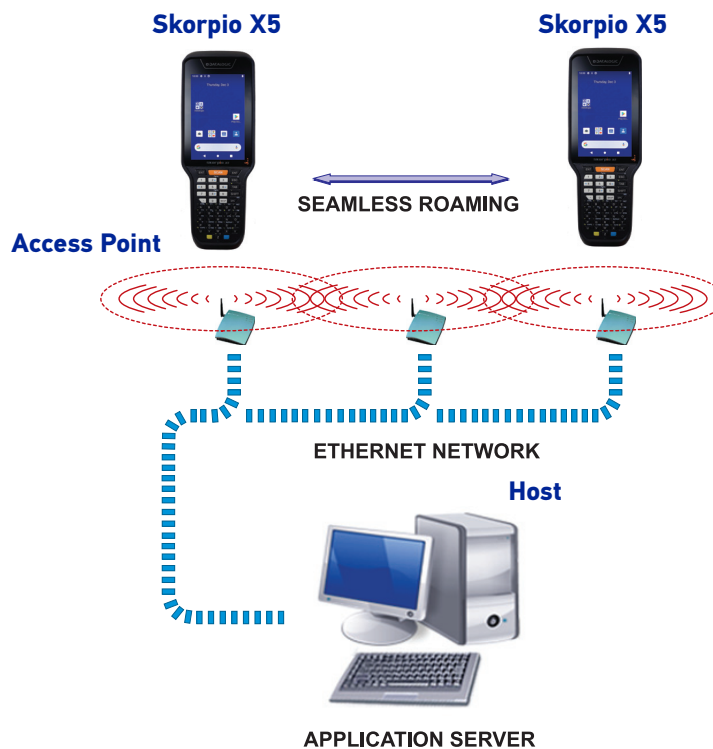 Skorpio X5
Skorpio X5
SEAMLESS ROAMING
Access Point
ETHERNET NETWORK
Host
APPLICATION SERVER